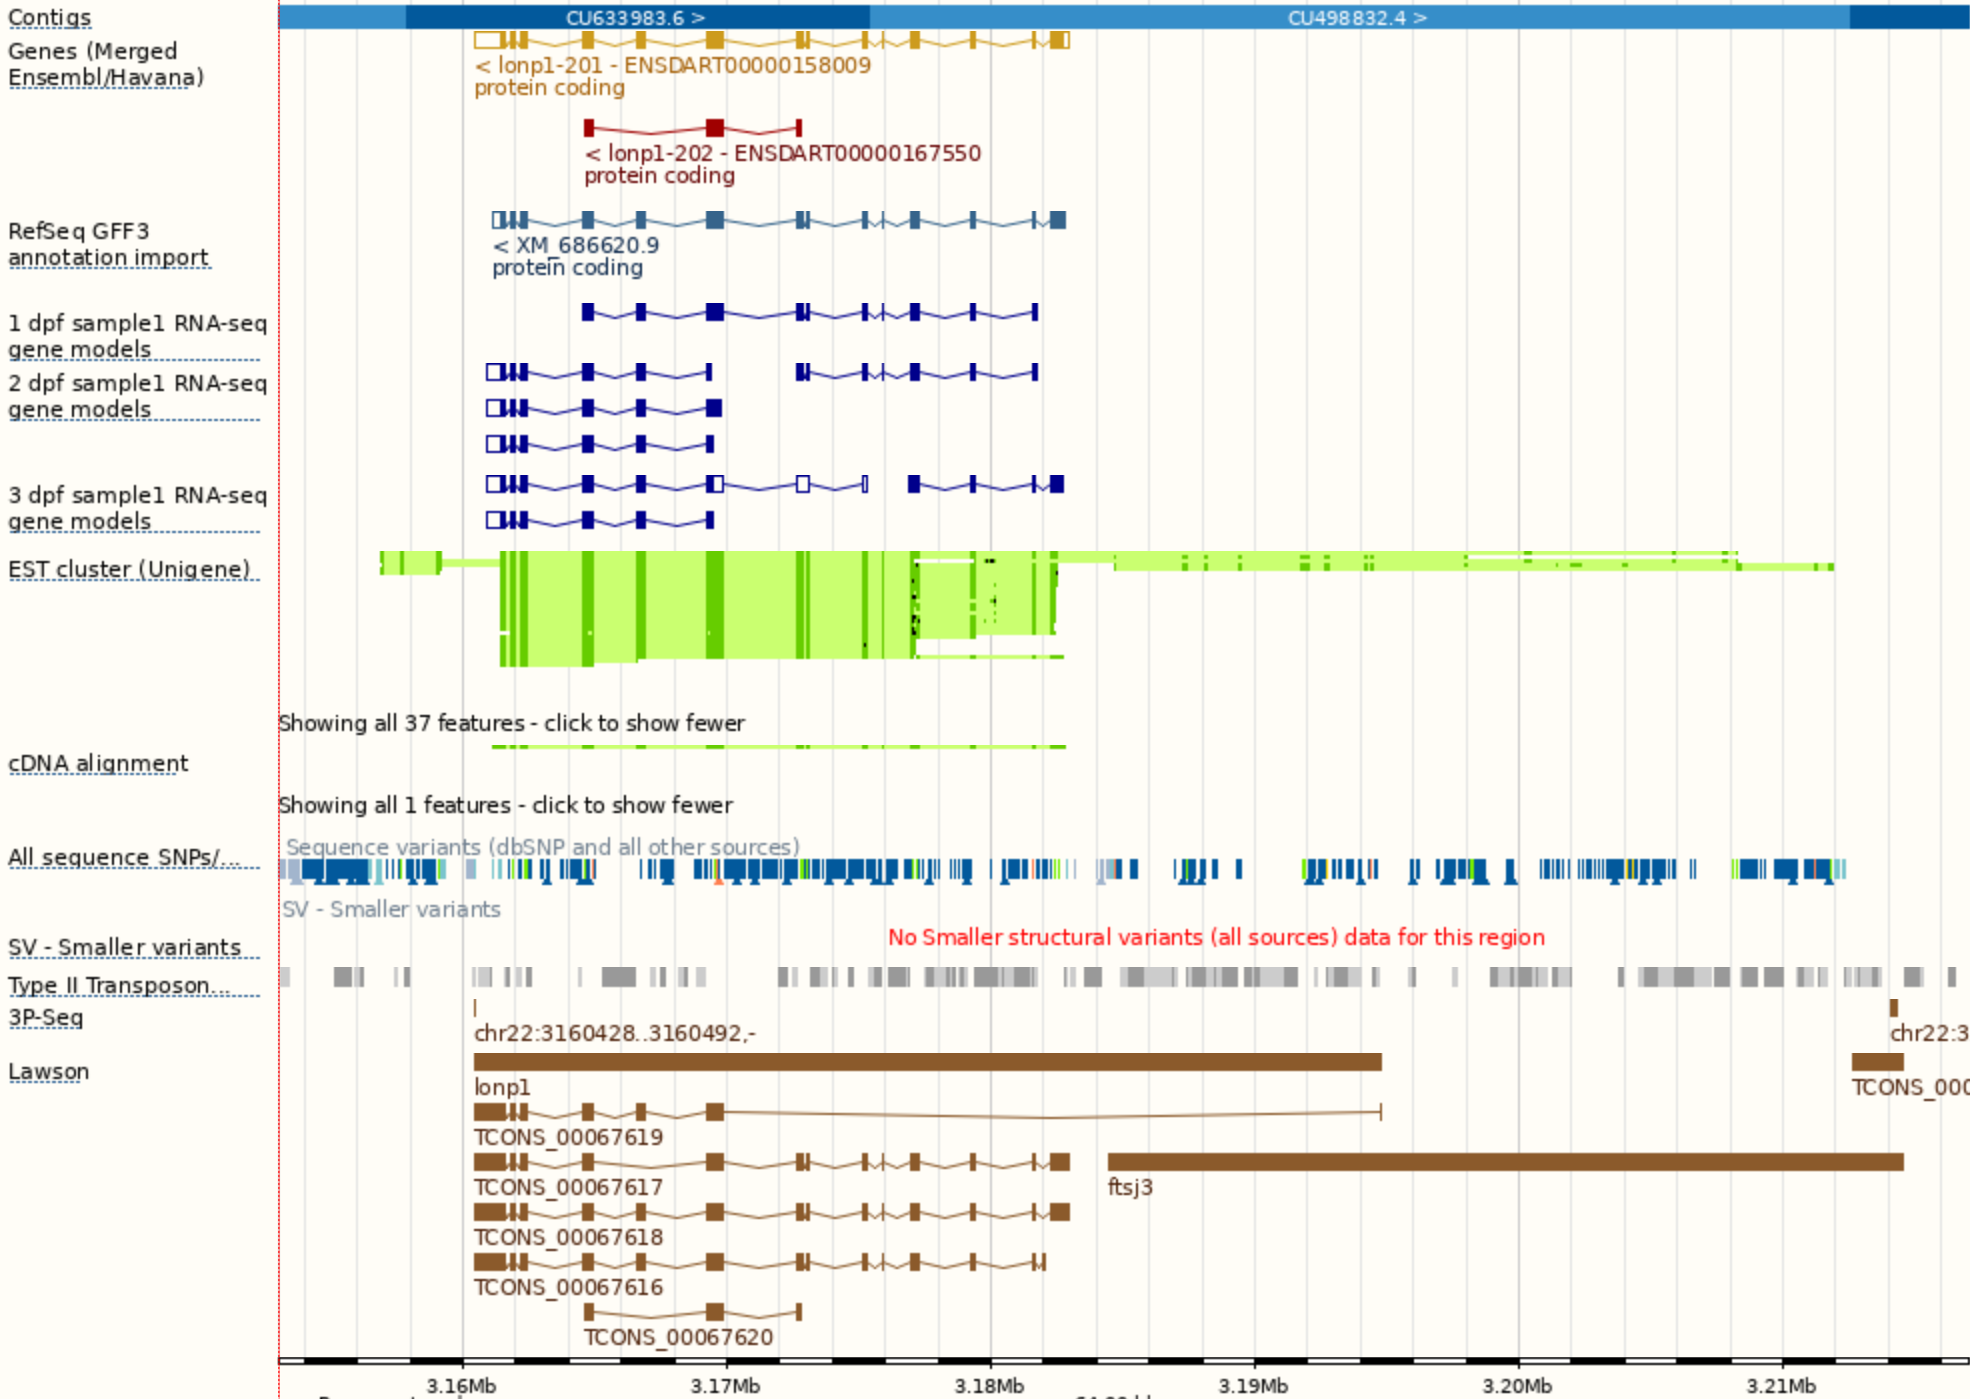 Contigs
CU633983.6 >
CU498832.4 >
Genes (Merged
Ensembl/Havana)
< lonp1-201 - ENSDART00000158009
protein coding
< lonp1-202 - ENSDART00000167550
protein coding
RefSeq GFF3
annotation import
< XM_686620.9
protein coding
1 dpf sample1 RNA-seq
gene models
2 dpf sample1 RNA-seq
gene models
3 dpf sample1 RNA-seq
gene models
EST cluster (Unigene)
Showing all 37 features - click to show fewer
cDNA alignment
Showing all 1 features - click to show fewer
Sequence variants (dbSNP and all other sources)
All sequence SNPs/...
SV - Smaller variants
SV - Smaller variants
No Smaller structural variants (all sources) data for this region
Type II Transposon...
3P-Seq
chr22:3160428..3160492,-
chr22:3
Lawson
lonp1
TCONS_000
TCONS_00067619
TCONS_00067617
ftsj3
TCONS_00067618
TCONS_00067616
TCONS_00067620
3.16Mb
3.17Mb
3.18Mb
3.19Mb
3.20Mb
3.21Mb